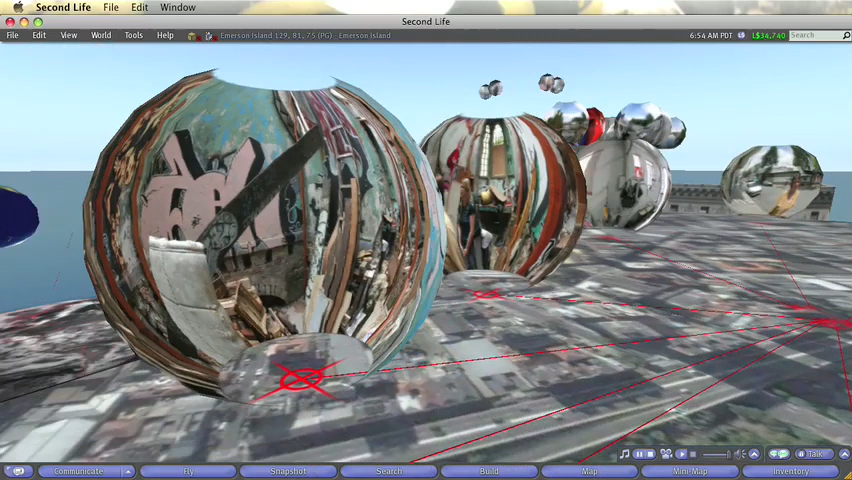 Second Life File Edit Window
Second Life
File Edit View World Tools Help Emerson Island 129, 81, 75 (PG) - Emerson Island 6:54 AM PDT L$34,740 Search
Talk
Communicate Fly Snapshot Search Build Map Mini-Map Inventory